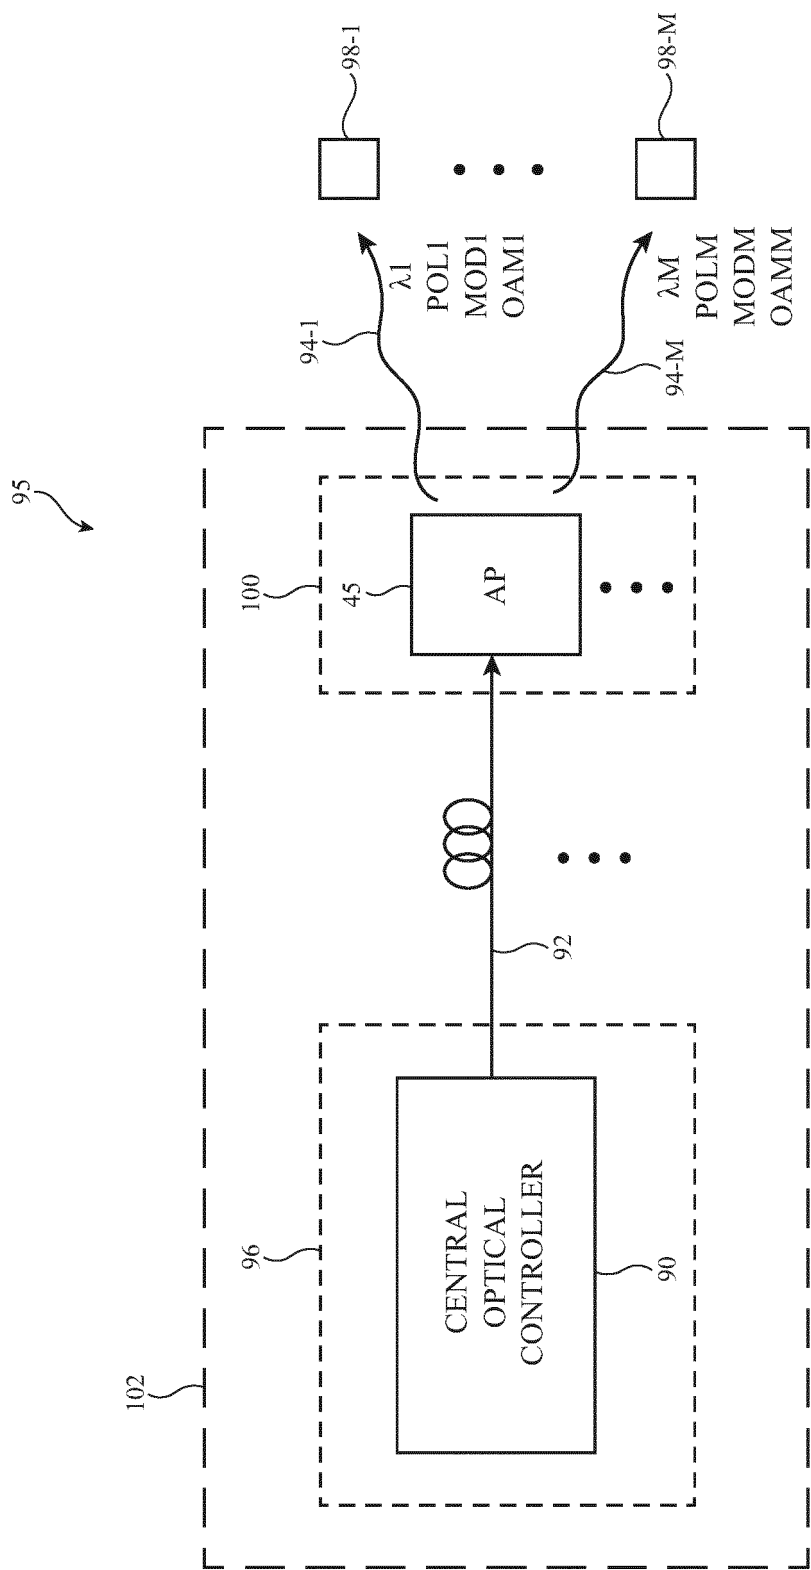 95
102
96
CENTRAL
OPTICAL
CONTROLLER
90
92
100
45
AP
94-1
94-M
λ1
POL1
MOD1
OAM1
98-1
λM
POLM
MODM
OAMM
98-M